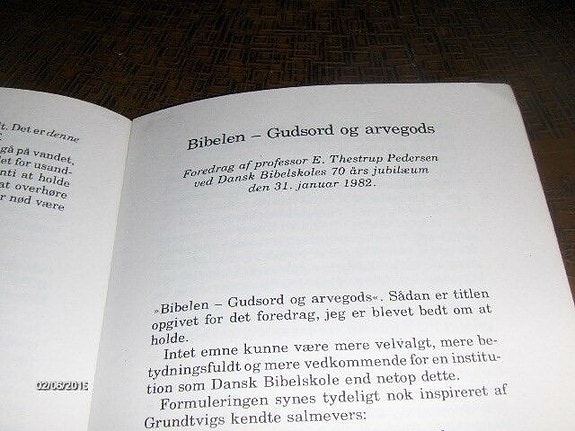 t. Det er denne
gå på vandet,
det for usand-
nti at holde
at overhøre
r nød være
Bibelen – Gudsord og arvegods
Foredrag af professor E. Thestrup Pedersen
ved Dansk Bibelskoles 70 års jubilæum
den 31. januar 1982.
»Bibelen – Gudsord og arvegods«. Sådan er titlen
opgivet for det foredrag, jeg er blevet bedt om at
holde.
Intet emne kunne være mere velvalgt, mere be-
tydningsfuldt og mere vedkommende for en institu-
tion som Dansk Bibelskole end netop dette.
Formuleringen synes tydeligt nok inspireret af
Grundtvigs kendte salmevers:
02/06/2015